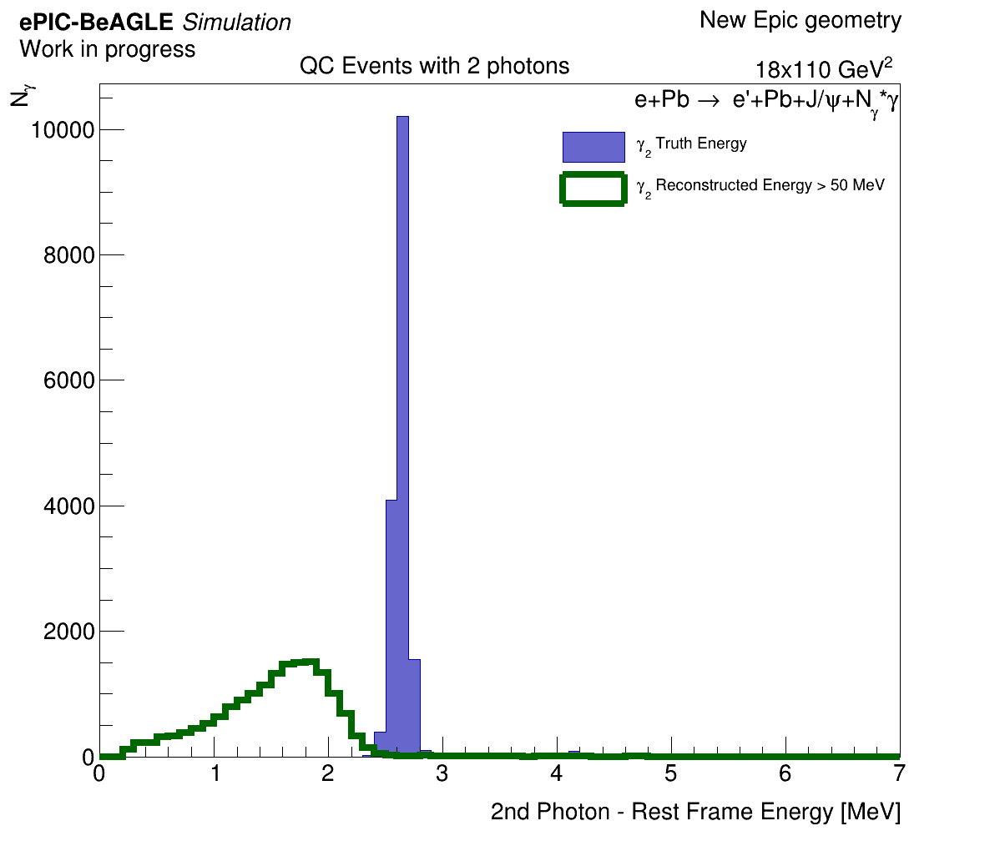 ePIC-BeAGLE Simulation
New Epic geometry
Work in progress
QC Events with 2 photons
18x110 GeV²
e+Pb → e'+Pb+J/ψ+N_γ*γ
γ₂ Truth Energy
γ₂ Reconstructed Energy > 50 MeV
N_γ
10000
8000
6000
4000
2000
0
0 1 2 3 4 5 6 7
2nd Photon - Rest Frame Energy [MeV]